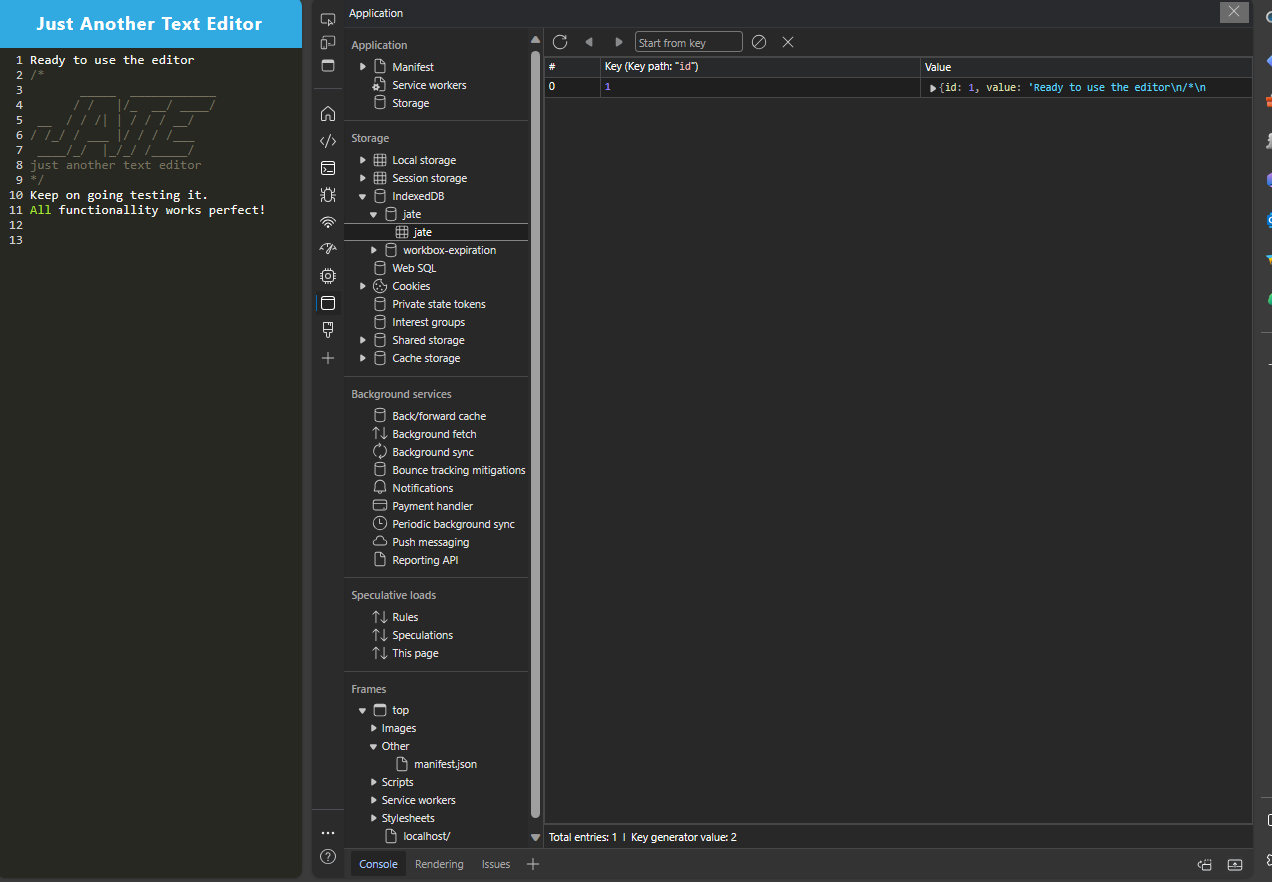 Just Another Text Editor
1 Ready to use the editor
2 /*
3         _____  ____________
4       / /   |/_  __/ ____/
5  __  / / /| | / / / __/
6 / /_/ / ___ |/ / / /___
7  ____/_/  |_/_/ /_____/
8 just another text editor
9 */
10 Keep on going testing it.
11 All functionallity works perfect!
12
13
Application
Application
Manifest
Service workers
Storage
Storage
Local storage
Session storage
IndexedDB
jate
jate
workbox-expiration
Web SQL
Cookies
Private state tokens
Interest groups
Shared storage
Cache storage
Background services
Back/forward cache
Background fetch
Background sync
Bounce tracking mitigations
Notifications
Payment handler
Periodic background sync
Push messaging
Reporting API
Speculative loads
Rules
Speculations
This page
Frames
top
Images
Other
manifest.json
Scripts
Service workers
Stylesheets
localhost/
Start from key
# Key (Key path: "id") Value
0 1 {id: 1, value: 'Ready to use the editor\n/*\n
Total entries: 1 | Key generator value: 2
Console Rendering Issues